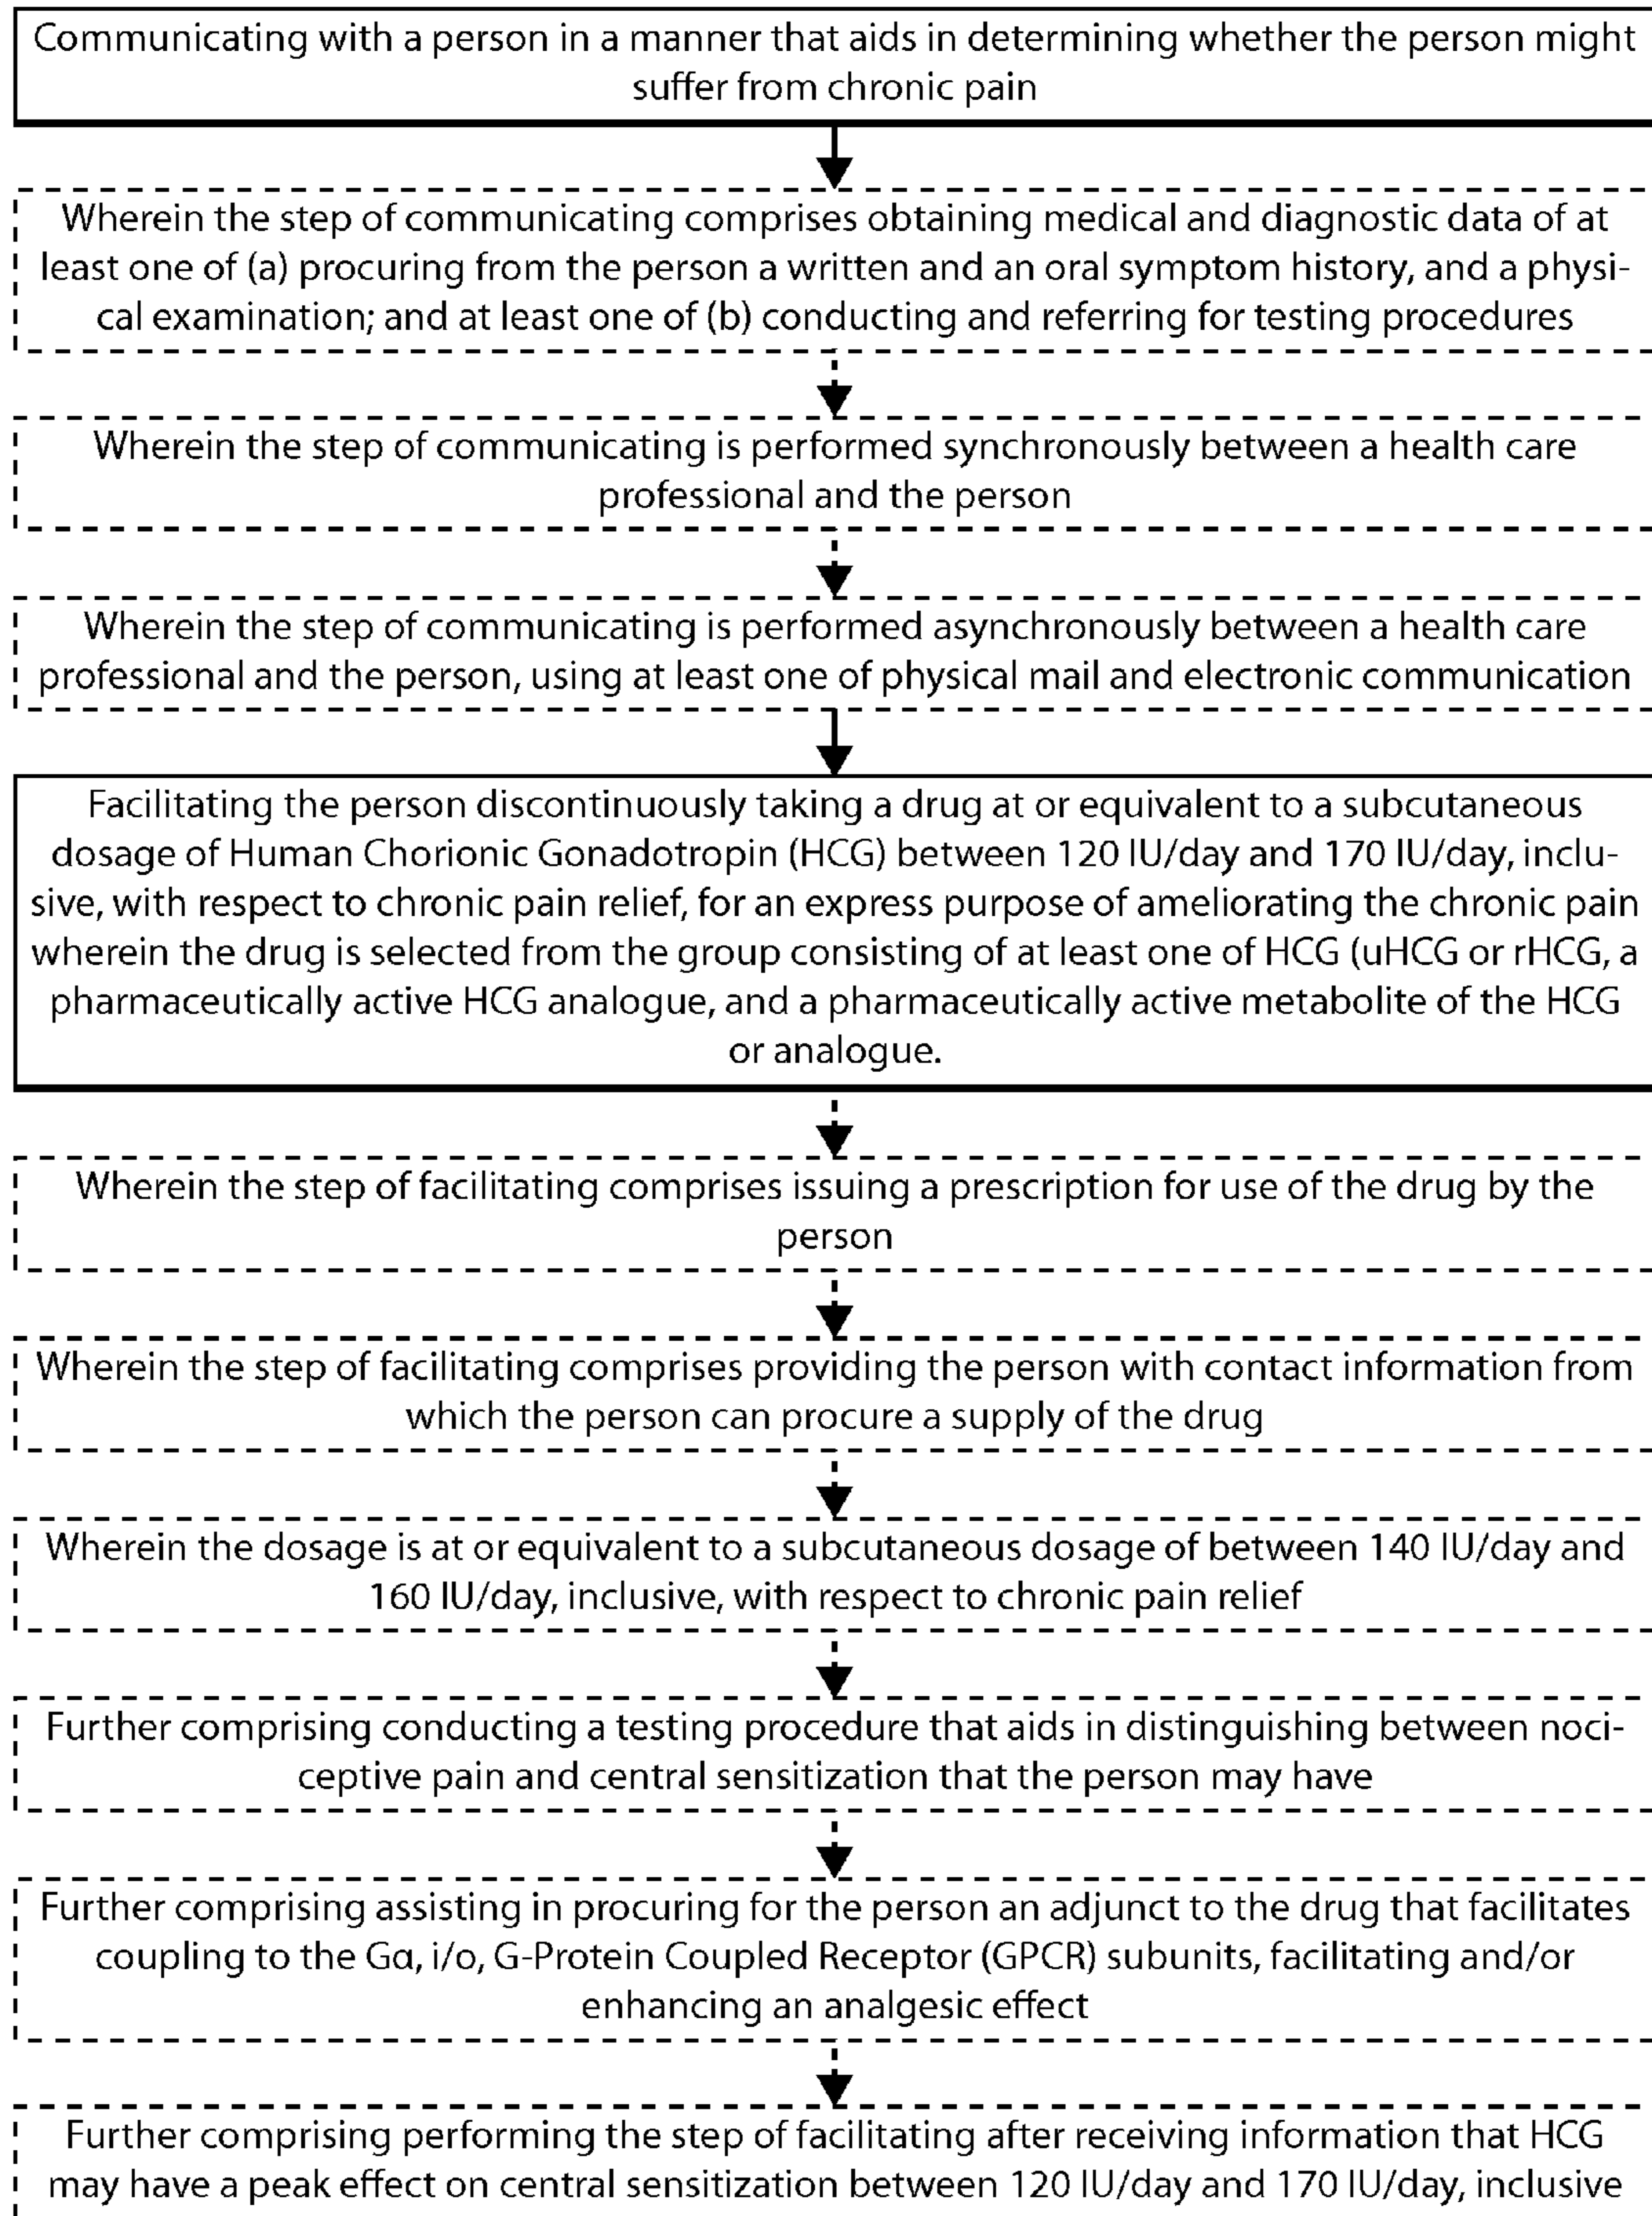 Communicating with a person in a manner that aids in determining whether the person might
suffer from chronic pain
Wherein the step of communicating comprises obtaining medical and diagnostic data of at
least one of (a) procuring from the person a written and an oral symptom history, and a physi-
cal examination; and at least one of (b) conducting and referring for testing procedures
Wherein the step of communicating is performed synchronously between a health care
professional and the person
Wherein the step of communicating is performed asynchronously between a health care
professional and the person, using at least one of physical mail and electronic communication
Facilitating the person discontinuously taking a drug at or equivalent to a subcutaneous
dosage of Human Chorionic Gonadotropin (HCG) between 120 IU/day and 170 IU/day, inclu-
sive, with respect to chronic pain relief, for an express purpose of ameliorating the chronic pain
wherein the drug is selected from the group consisting of at least one of HCG (uHCG or rHCG, a
pharmaceutically active HCG analogue, and a pharmaceutically active metabolite of the HCG
or analogue.
Wherein the step of facilitating comprises issuing a prescription for use of the drug by the
person
Wherein the step of facilitating comprises providing the person with contact information from
which the person can procure a supply of the drug
Wherein the dosage is at or equivalent to a subcutaneous dosage of between 140 IU/day and
160 IU/day, inclusive, with respect to chronic pain relief
Further comprising conducting a testing procedure that aids in distinguishing between noci-
ceptive pain and central sensitization that the person may have
Further comprising assisting in procuring for the person an adjunct to the drug that facilitates
coupling to the Gα, i/o, G-Protein Coupled Receptor (GPCR) subunits, facilitating and/or
enhancing an analgesic effect
Further comprising performing the step of facilitating after receiving information that HCG
may have a peak effect on central sensitization between 120 IU/day and 170 IU/day, inclusive